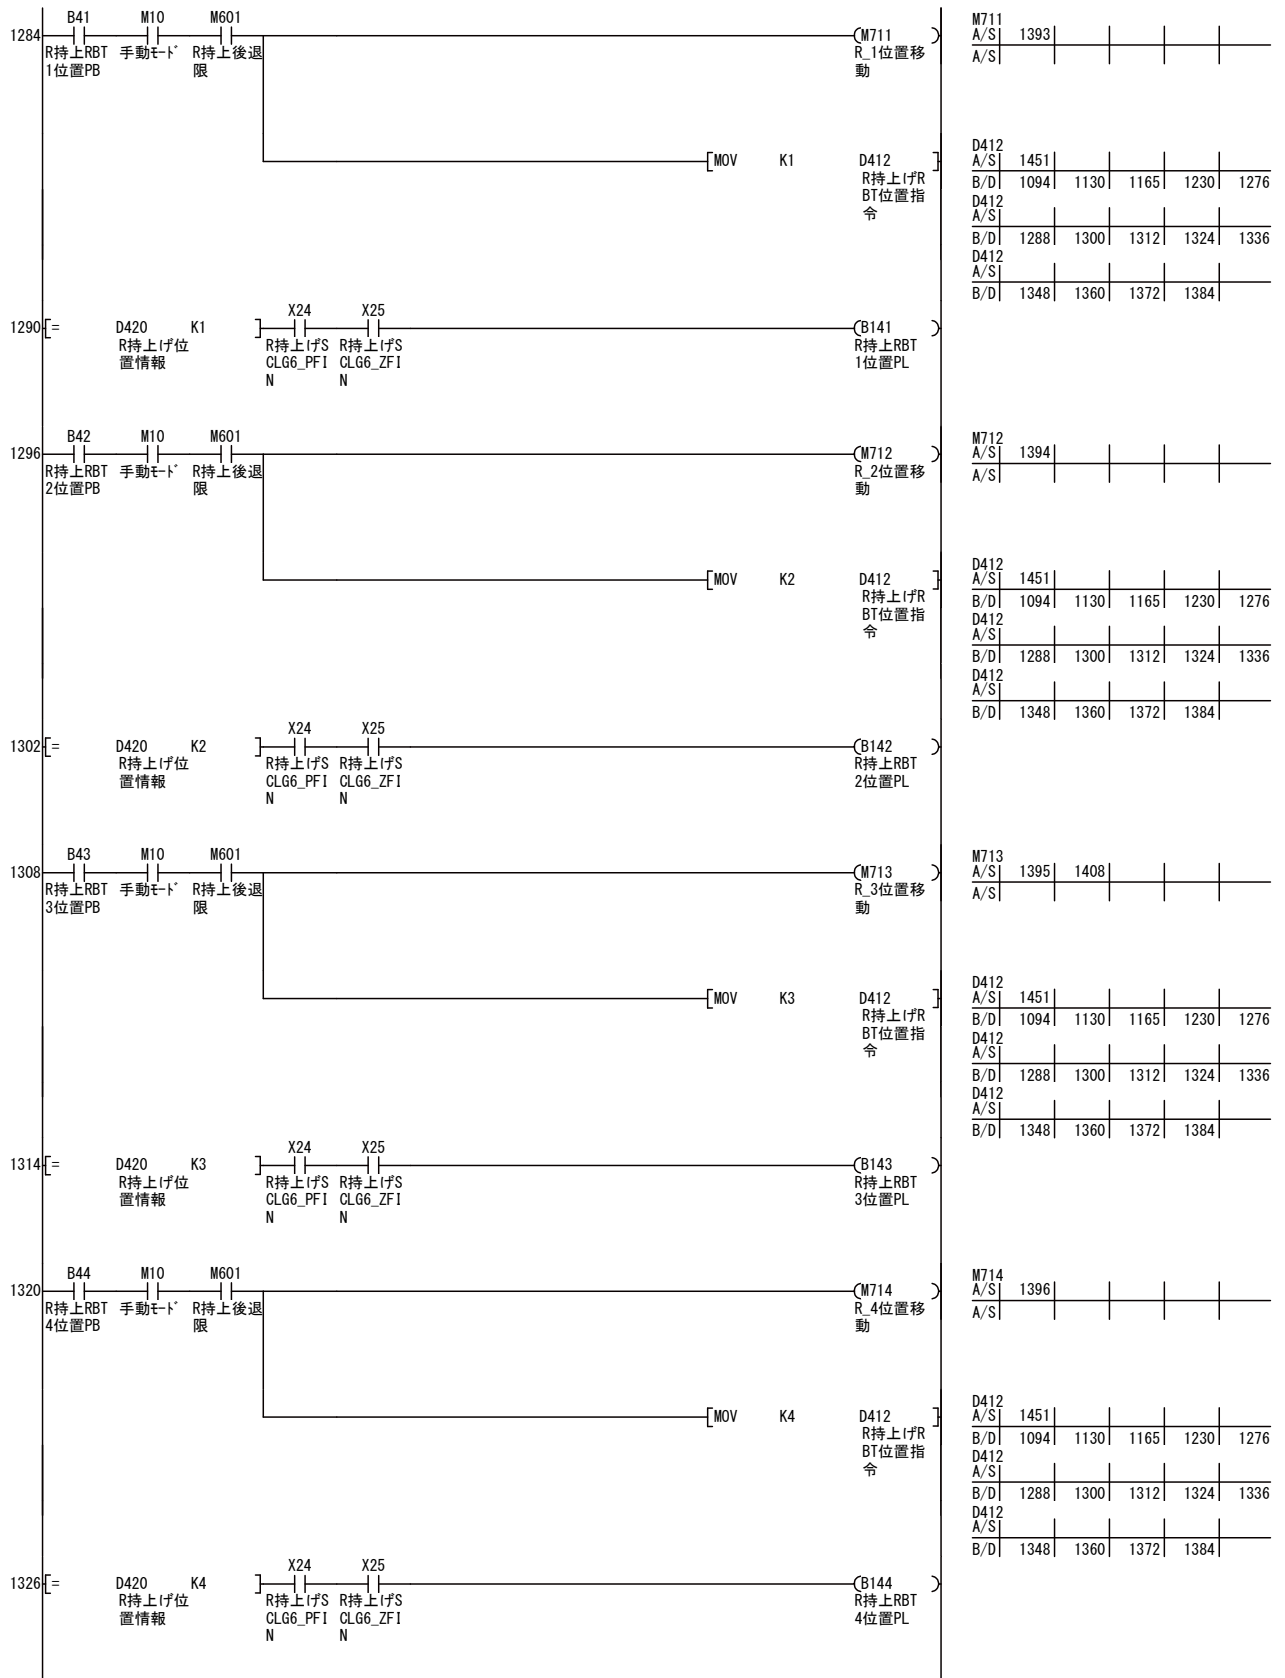 B41 M10 M601
1284 (M711 )
R持上RBT 手動モード R持上後退 R_1位置移
1位置PB 限 動
M711
A/S| 1393| | | |
A/S| | | | |
[MOV K1 D412 ]
R持上げR
BT位置指
令
D412
A/S| 1451| | | |
B/D| 1094| 1130| 1165| 1230| 1276
D412
A/S| | | | |
B/D| 1288| 1300| 1312| 1324| 1336
D412
A/S| | | | |
B/D| 1348| 1360| 1372| 1384|
X24 X25
1290 [= D420 K1 ] (B141 )
R持上げ位 R持上げS R持上げS R持上RBT
置情報 CLG6_PFI CLG6_ZFI 1位置PL
N N
B42 M10 M601
1296 (M712 )
R持上RBT 手動モード R持上後退 R_2位置移
2位置PB 限 動
M712
A/S| 1394| | | |
A/S| | | | |
[MOV K2 D412 ]
R持上げR
BT位置指
令
D412
A/S| 1451| | | |
B/D| 1094| 1130| 1165| 1230| 1276
D412
A/S| | | | |
B/D| 1288| 1300| 1312| 1324| 1336
D412
A/S| | | | |
B/D| 1348| 1360| 1372| 1384|
X24 X25
1302 [= D420 K2 ] (B142 )
R持上げ位 R持上げS R持上げS R持上RBT
置情報 CLG6_PFI CLG6_ZFI 2位置PL
N N
B43 M10 M601
1308 (M713 )
R持上RBT 手動モード R持上後退 R_3位置移
3位置PB 限 動
M713
A/S| 1395| 1408| | |
A/S| | | | |
[MOV K3 D412 ]
R持上げR
BT位置指
令
D412
A/S| 1451| | | |
B/D| 1094| 1130| 1165| 1230| 1276
D412
A/S| | | | |
B/D| 1288| 1300| 1312| 1324| 1336
D412
A/S| | | | |
B/D| 1348| 1360| 1372| 1384|
X24 X25
1314 [= D420 K3 ] (B143 )
R持上げ位 R持上げS R持上げS R持上RBT
置情報 CLG6_PFI CLG6_ZFI 3位置PL
N N
B44 M10 M601
1320 (M714 )
R持上RBT 手動モード R持上後退 R_4位置移
4位置PB 限 動
M714
A/S| 1396| | | |
A/S| | | | |
[MOV K4 D412 ]
R持上げR
BT位置指
令
D412
A/S| 1451| | | |
B/D| 1094| 1130| 1165| 1230| 1276
D412
A/S| | | | |
B/D| 1288| 1300| 1312| 1324| 1336
D412
A/S| | | | |
B/D| 1348| 1360| 1372| 1384|
X24 X25
1326 [= D420 K4 ] (B144 )
R持上げ位 R持上げS R持上げS R持上RBT
置情報 CLG6_PFI CLG6_ZFI 4位置PL
N N